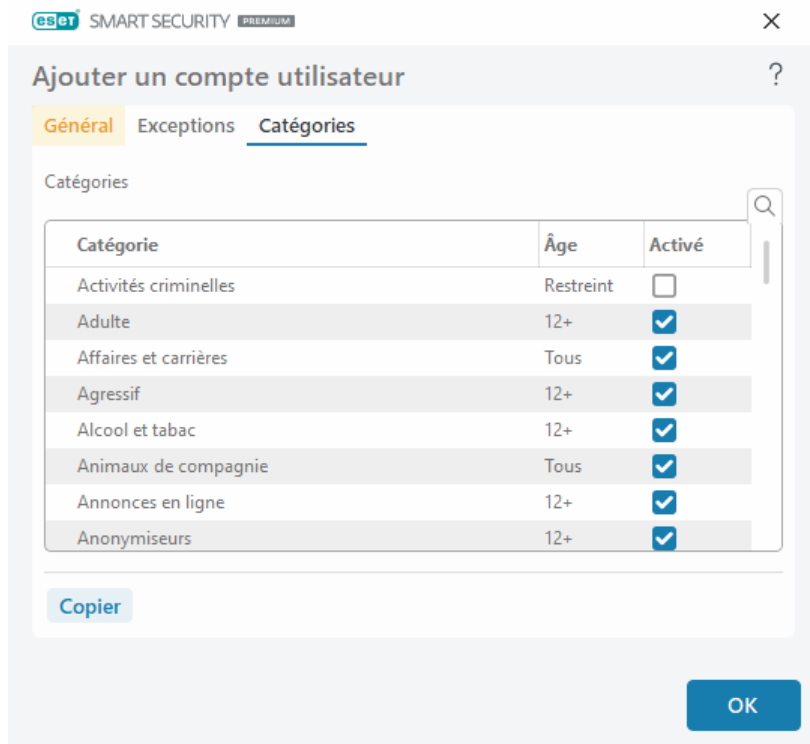 eset SMART SECURITY PREMIUM
Ajouter un compte utilisateur ?
Général Exceptions Catégories
Catégories
Catégorie Âge Activé
Activités criminelles Restreint
Adulte 12+
Affaires et carrières Tous
Agressif 12+
Alcool et tabac 12+
Animaux de compagnie Tous
Annonces en ligne 12+
Anonymiseurs 12+
Copier
OK